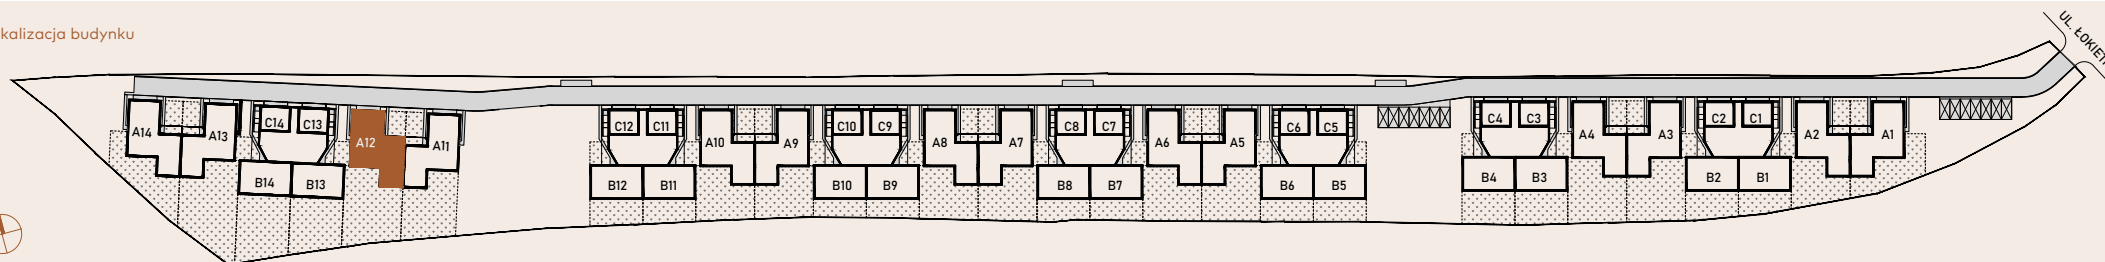 kalizacja budynku
UL. ŁOKIET
A14
A13
C14
C13
A12
A11
B14
B13
C12
C11
A10
A9
C10
C9
A8
A7
C8
C7
A6
A5
C6
C5
B12
B11
B10
B9
B8
B7
B6
B5
C4
C3
A4
A3
C2
C1
A2
A1
B4
B3
B2
B1